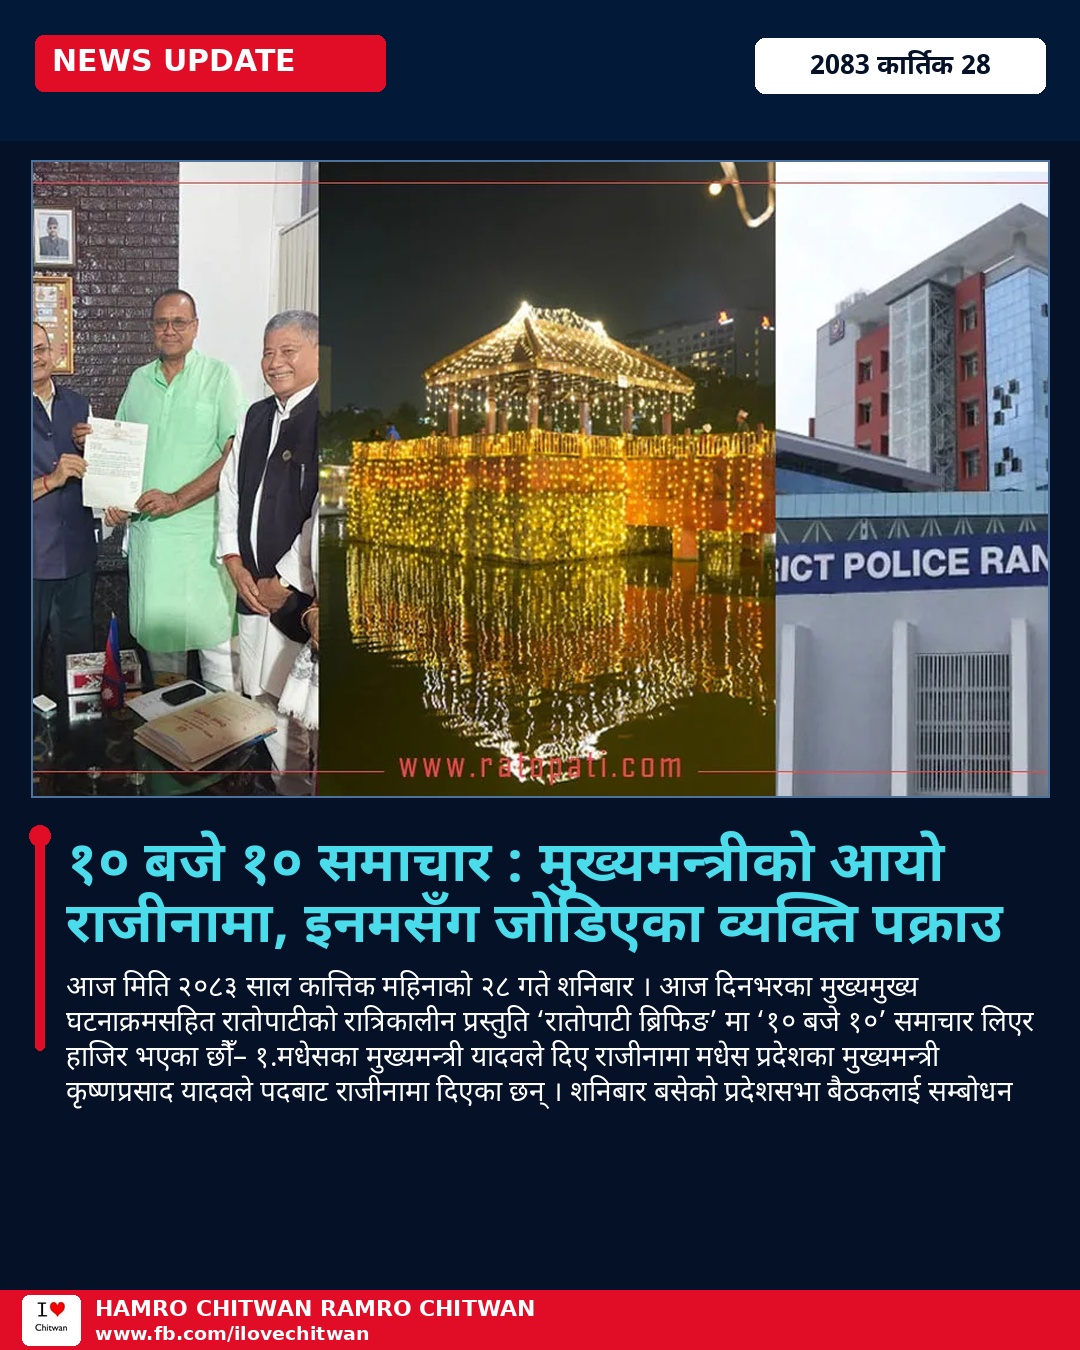 NEWS UPDATE
2083 कार्तिक 28
RICT POLICE RAN
www.ratopati.com
१० बजे १० समाचार : मुख्यमन्त्रीको आयो
राजीनामा, इनमसँग जोडिएका व्यक्ति पक्राउ
आज मिति २०८३ साल कात्तिक महिनाको २८ गते शनिबार । आज दिनभरका मुख्यमुख्य
घटनाक्रमसहित रातोपाटीको रात्रिकालीन प्रस्तुति ‘रातोपाटी ब्रिफिङ’ मा ‘१० बजे १०’ समाचार लिएर
हाजिर भएका छौँ– १.मधेसका मुख्यमन्त्री यादवले दिए राजीनामा मधेस प्रदेशका मुख्यमन्त्री
कृष्णप्रसाद यादवले पदबाट राजीनामा दिएका छन् । शनिबार बसेको प्रदेशसभा बैठकलाई सम्बोधन
I ❤
Chitwan
HAMRO CHITWAN RAMRO CHITWAN
www.fb.com/ilovechitwan